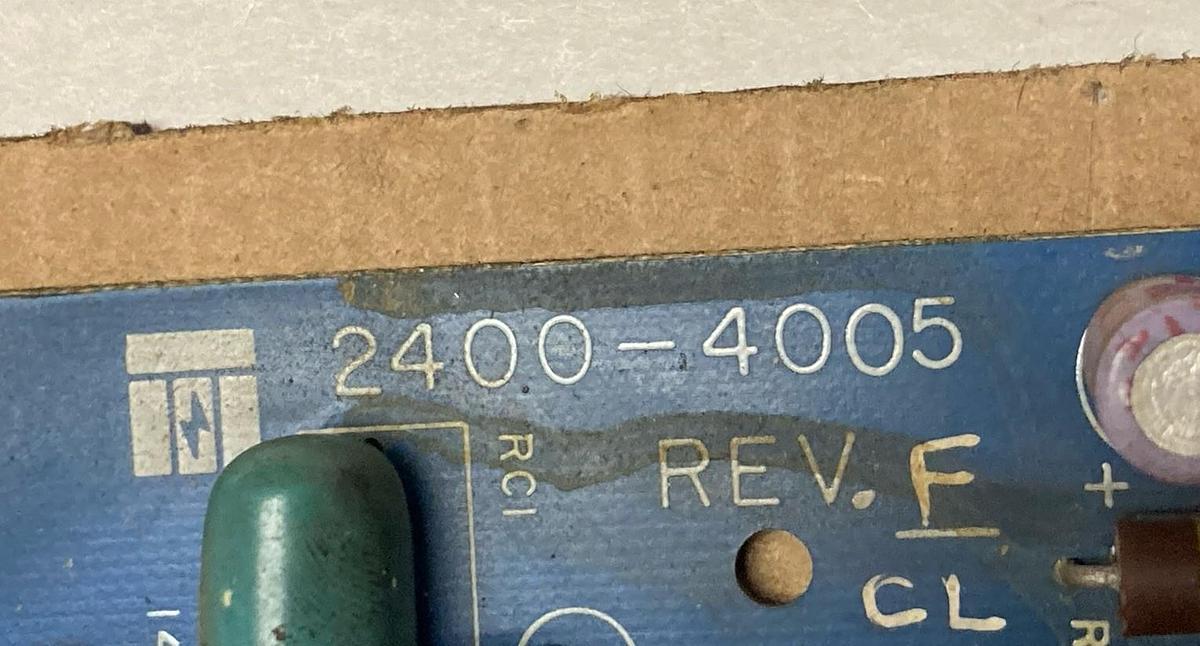 2400-4005
REV. F
RC1
+
CL
R